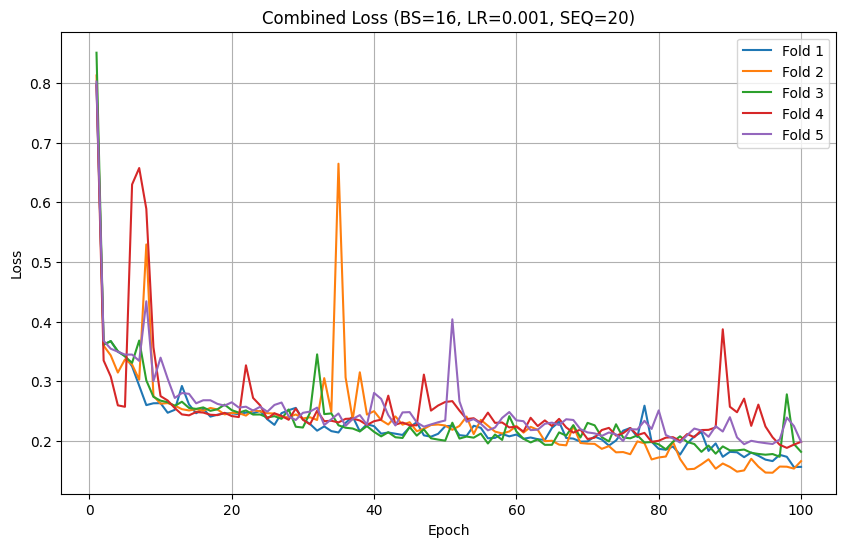 Combined Loss (BS=16, LR=0.001, SEQ=20)
Fold 1
Fold 2
Fold 3
Fold 4
Fold 5
Loss
0.8
0.7
0.6
0.5
0.4
0.3
0.2
0 20 40 60 80 100
Epoch